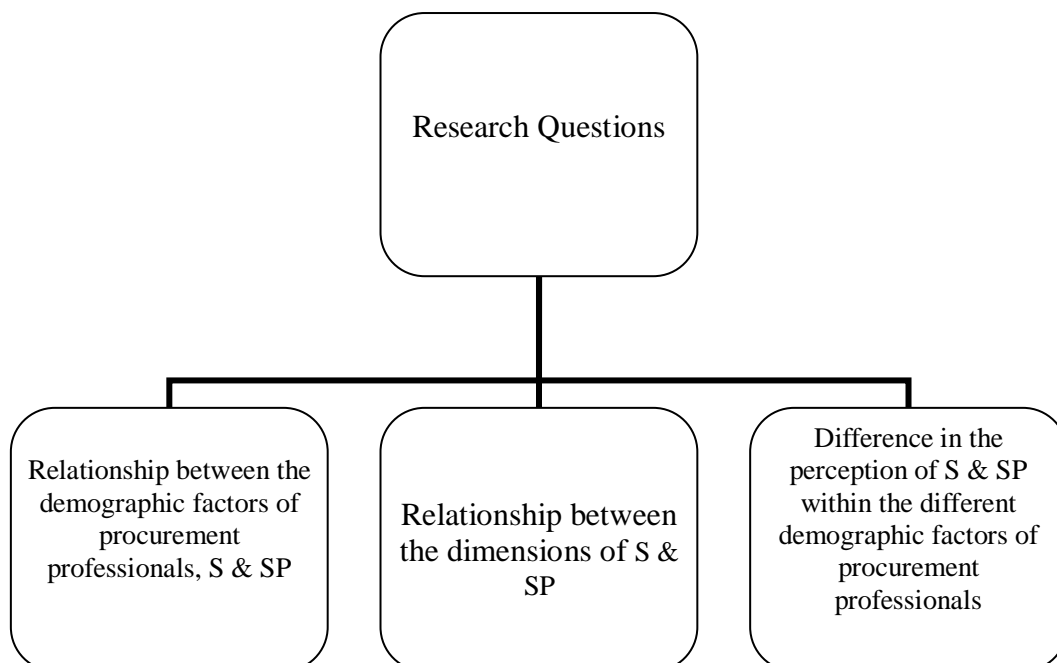 Research Questions
Relationship between the
demographic factors of
procurement
professionals, S & SP
Relationship between
the dimensions of S &
SP
Difference in the
perception of S & SP
within the different
demographic factors of
procurement
professionals